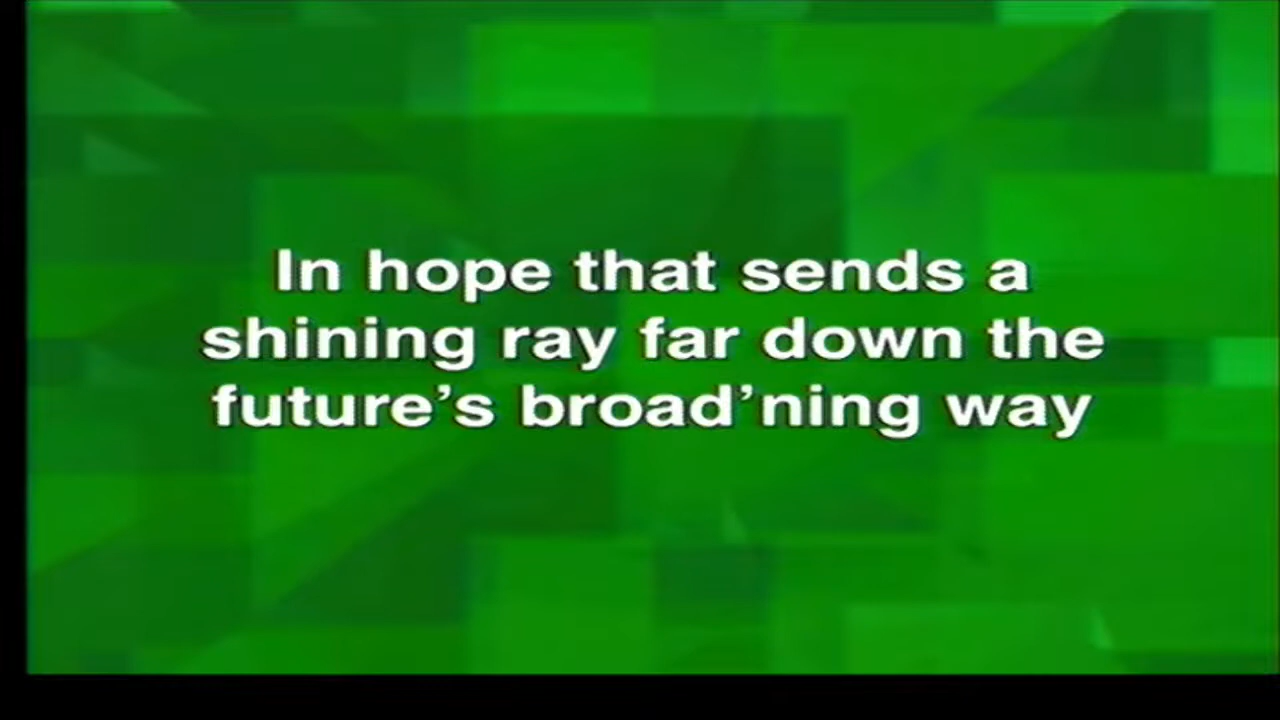 In hope that sends a
shining ray far down the
future’s broad’ning way